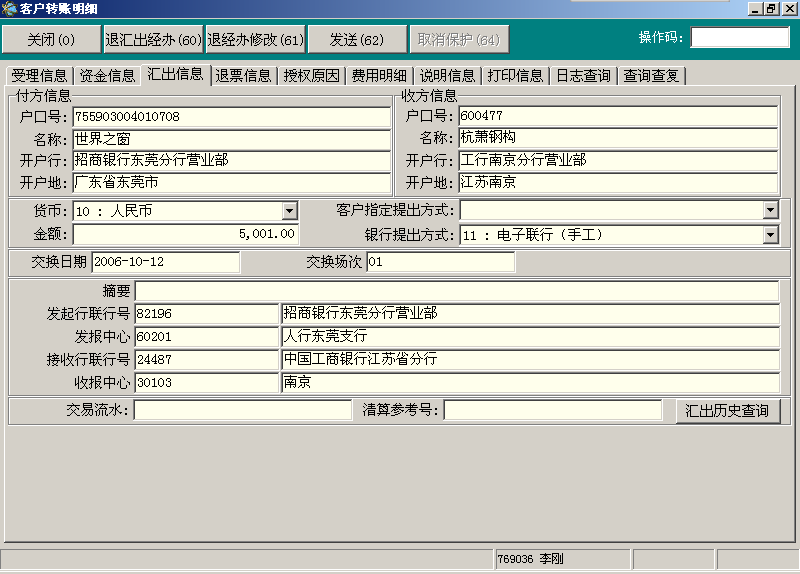 客户转账明细
关闭(0) 退汇出经办(60) 退经办修改(61) 发送(62) 取消保护(64) 操作码:
受理信息 资金信息 汇出信息 退票信息 授权原因 费用明细 说明信息 打印信息 日志查询 查询查复
付方信息 收方信息
户口号: 755903004010708 户口号: 600477
名称: 世界之窗 名称: 杭萧钢构
开户行: 招商银行东莞分行营业部 开户行: 工行南京分行营业部
开户地: 广东省东莞市 开户地: 江苏南京
货币: 10 : 人民币 客户指定提出方式:
金额: 5,001.00 银行提出方式: 11 : 电子联行（手工）
交换日期 2006-10-12 交换场次 01
摘要
发起行联行号 82196 招商银行东莞分行营业部
发报中心 60201 人行东莞支行
接收行联行号 24487 中国工商银行江苏省分行
收报中心 30103 南京
交易流水: 清算参考号: 汇出历史查询
769036 李刚